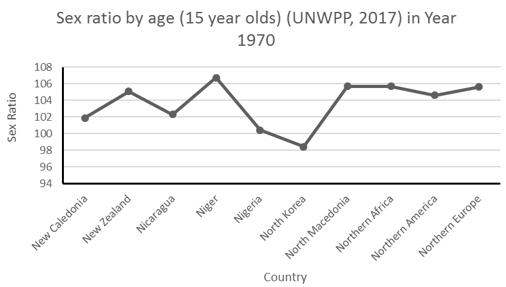 Sex ratio by age (15 year olds) (UNWPP, 2017) in Year
1970
Sex Ratio
108
106
104
102
100
98
96
94
New Caledonia
New Zealand
Nicaragua
Niger
Nigeria
North Korea
North Macedonia
Northern Africa
Northern America
Northern Europe
Country